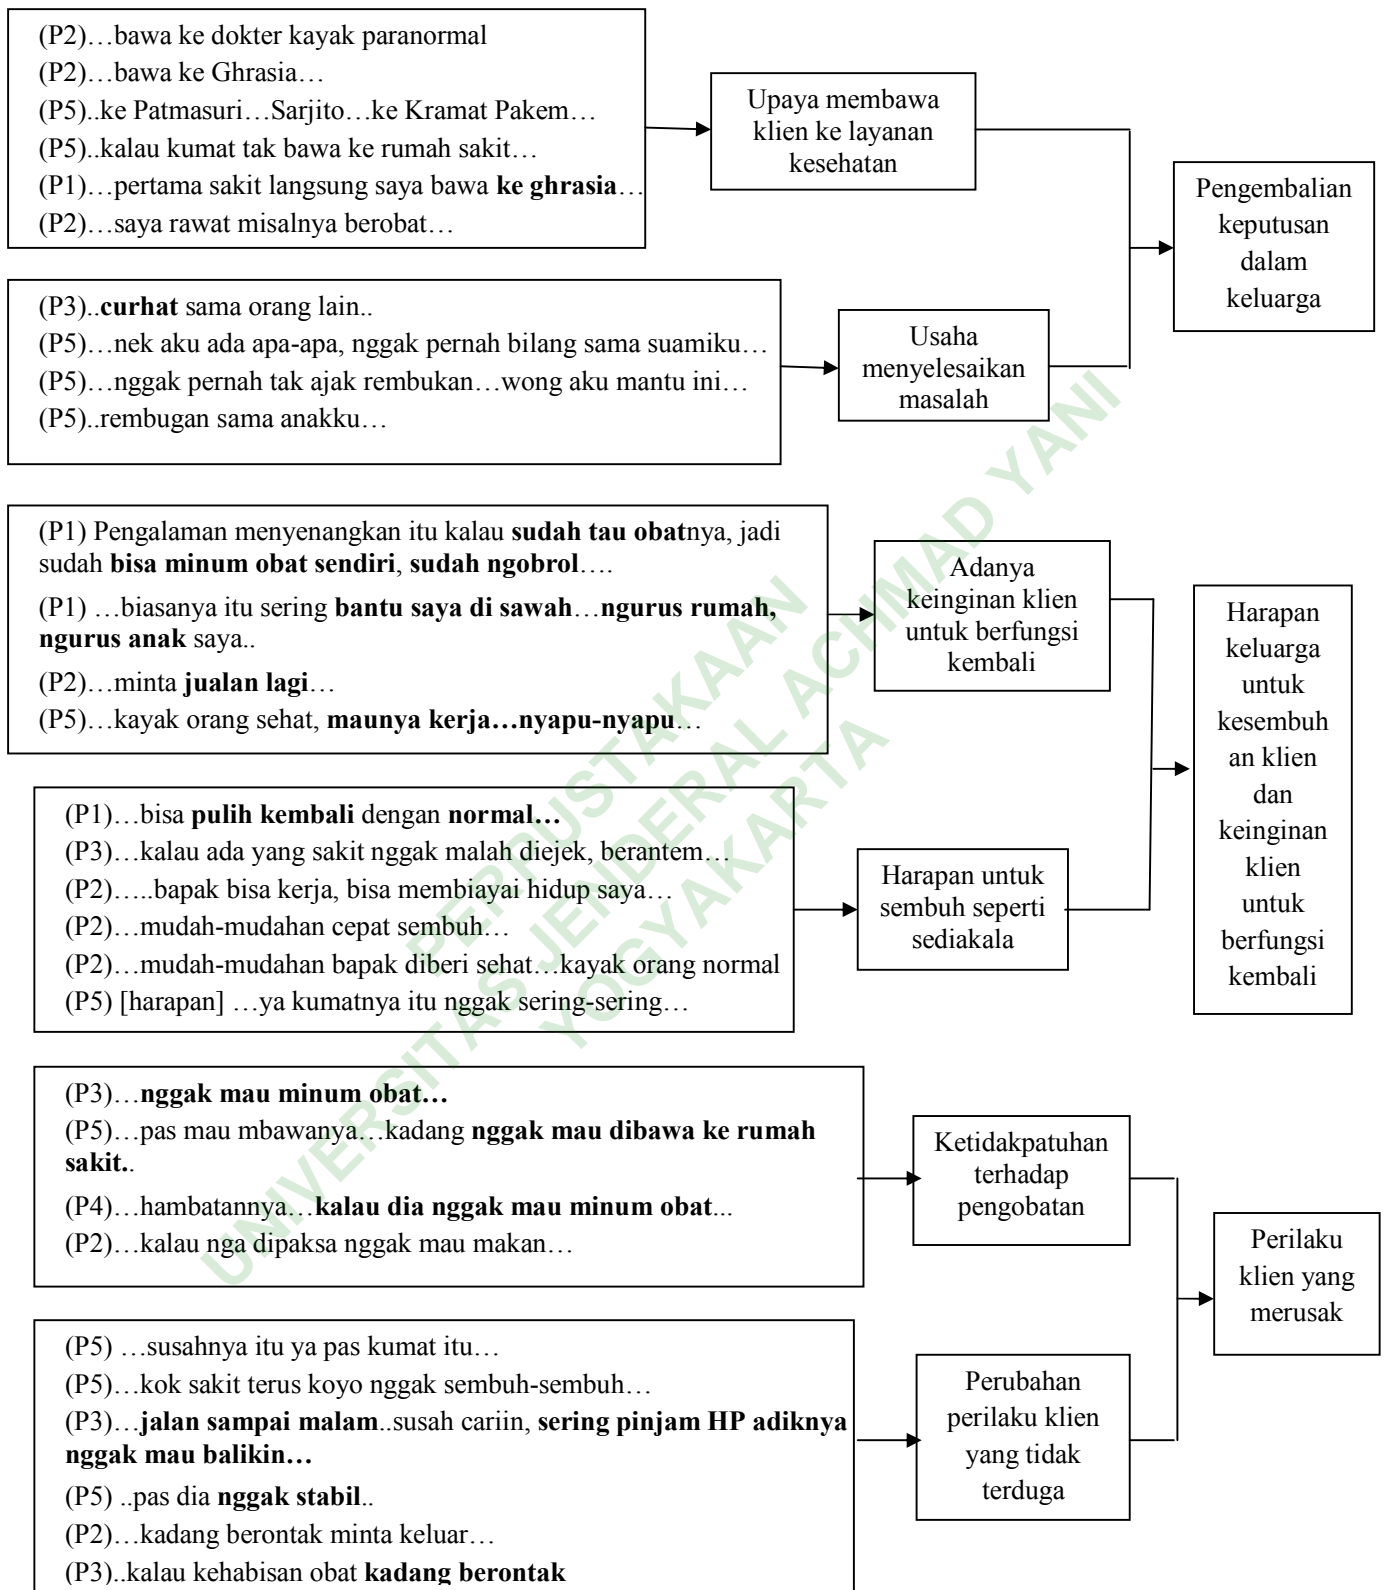 (P2)…bawa ke dokter kayak paranormal
(P2)…bawa ke Ghrasia…
(P5)..ke Patmasuri…Sarjito…ke Kramat Pakem…
(P5)..kalau kumat tak bawa ke rumah sakit…
(P1)…pertama sakit langsung saya bawa ke ghrasia…
(P2)…saya rawat misalnya berobat…
Upaya membawa
klien ke layanan
kesehatan
Pengembalian
keputusan
dalam
keluarga
(P3)..curhat sama orang lain..
(P5)…nek aku ada apa-apa, nggak pernah bilang sama suamiku…
(P5)…nggak pernah tak ajak rembukan…wong aku mantu ini…
(P5)..rembugan sama anakku…
Usaha
menyelesaikan
masalah
(P1) Pengalaman menyenangkan itu kalau sudah tau obatnya, jadi
sudah bisa minum obat sendiri, sudah ngobrol….
(P1) …biasanya itu sering bantu saya di sawah…ngurus rumah,
ngurus anak saya..
(P2)…minta jualan lagi…
(P5)…kayak orang sehat, maunya kerja…nyapu-nyapu…
Adanya
keinginan klien
untuk berfungsi
kembali
Harapan
keluarga
untuk
kesembuh
an klien
dan
keinginan
klien
untuk
berfungsi
kembali
(P1)…bisa pulih kembali dengan normal…
(P3)…kalau ada yang sakit nggak malah diejek, berantem…
(P2)…..bapak bisa kerja, bisa membiayai hidup saya…
(P2)…mudah-mudahan cepat sembuh…
(P2)…mudah-mudahan bapak diberi sehat…kayak orang normal
(P5) [harapan] …ya kumatnya itu nggak sering-sering…
Harapan untuk
sembuh seperti
sediakala
(P3)…nggak mau minum obat…
(P5)…pas mau mbawanya…kadang nggak mau dibawa ke rumah
sakit..
(P4)…hambatannya…kalau dia nggak mau minum obat...
(P2)…kalau nga dipaksa nggak mau makan…
Ketidakpatuhan
terhadap
pengobatan
Perilaku
klien yang
merusak
(P5) …susahnya itu ya pas kumat itu…
(P5)…kok sakit terus koyo nggak sembuh-sembuh…
(P3)…jalan sampai malam..susah cariin, sering pinjam HP adiknya
nggak mau balikin…
(P5) ..pas dia nggak stabil..
(P2)…kadang berontak minta keluar…
(P3)..kalau kehabisan obat kadang berontak
Perubahan
perilaku klien
yang tidak
terduga
PERPUSTAKAAN
UNIVERSITAS JENDERAL ACHMAD YANI
YOGYAKARTA